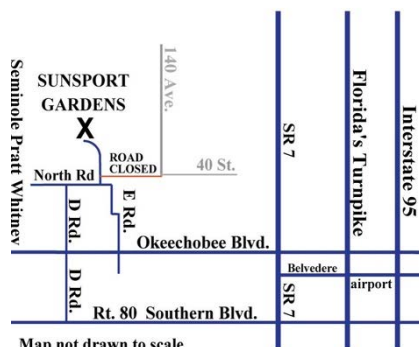 SUNSPORT
GARDENS
X
140 Ave.
ROAD
CLOSED
40 St.
North Rd
Seminole Pratt Whitney
D Rd.
E Rd.
D Rd.
Okeechobee Blvd.
SR 7
Florida's Turnpike
Interstate 95
Belvedere
airport
SR 7
Rt. 80 Southern Blvd.
Map not drawn to scale